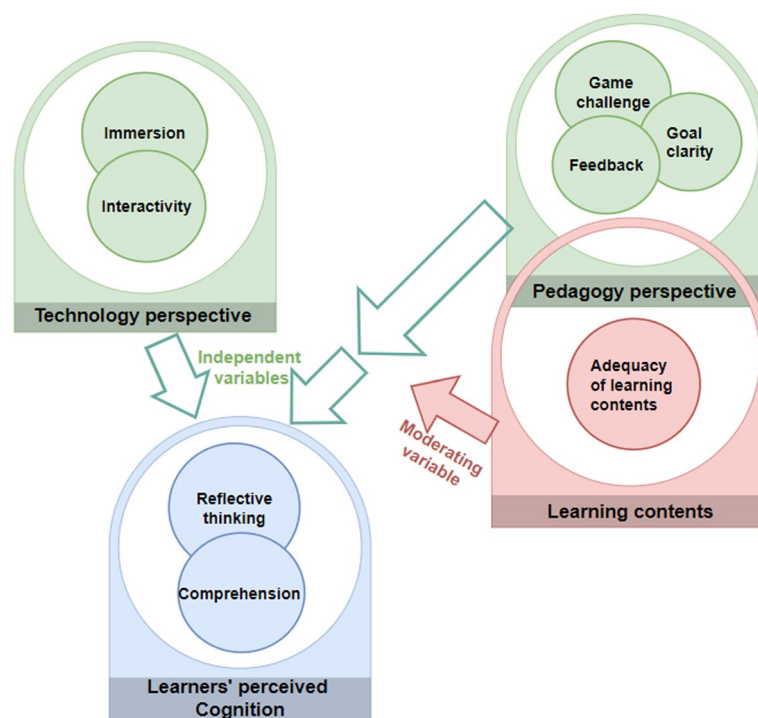 Immersion
Interactivity
Technology perspective
Game
challenge
Goal
clarity
Feedback
Pedagogy perspective
Independent
variables
Adequacy
of learning
contents
Moderating
variable
Learning contents
Reflective
thinking
Comprehension
Learners' perceived
Cognition